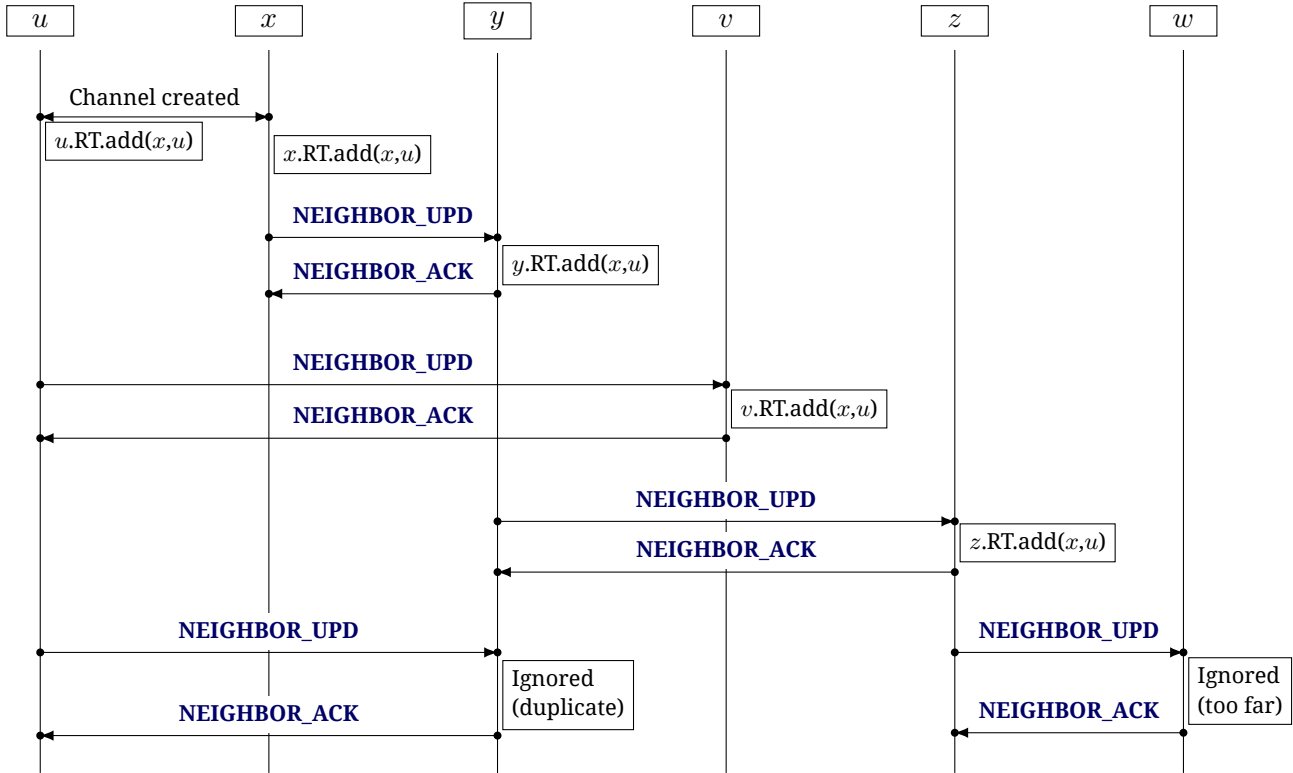 u x y v z w
Channel created
u.RT.add(x,u)
x.RT.add(x,u)
NEIGHBOR_UPD
y.RT.add(x,u)
NEIGHBOR_ACK
NEIGHBOR_UPD
v.RT.add(x,u)
NEIGHBOR_ACK
NEIGHBOR_UPD
z.RT.add(x,u)
NEIGHBOR_ACK
NEIGHBOR_UPD
NEIGHBOR_UPD
Ignored
(duplicate)
Ignored
(too far)
NEIGHBOR_ACK
NEIGHBOR_ACK